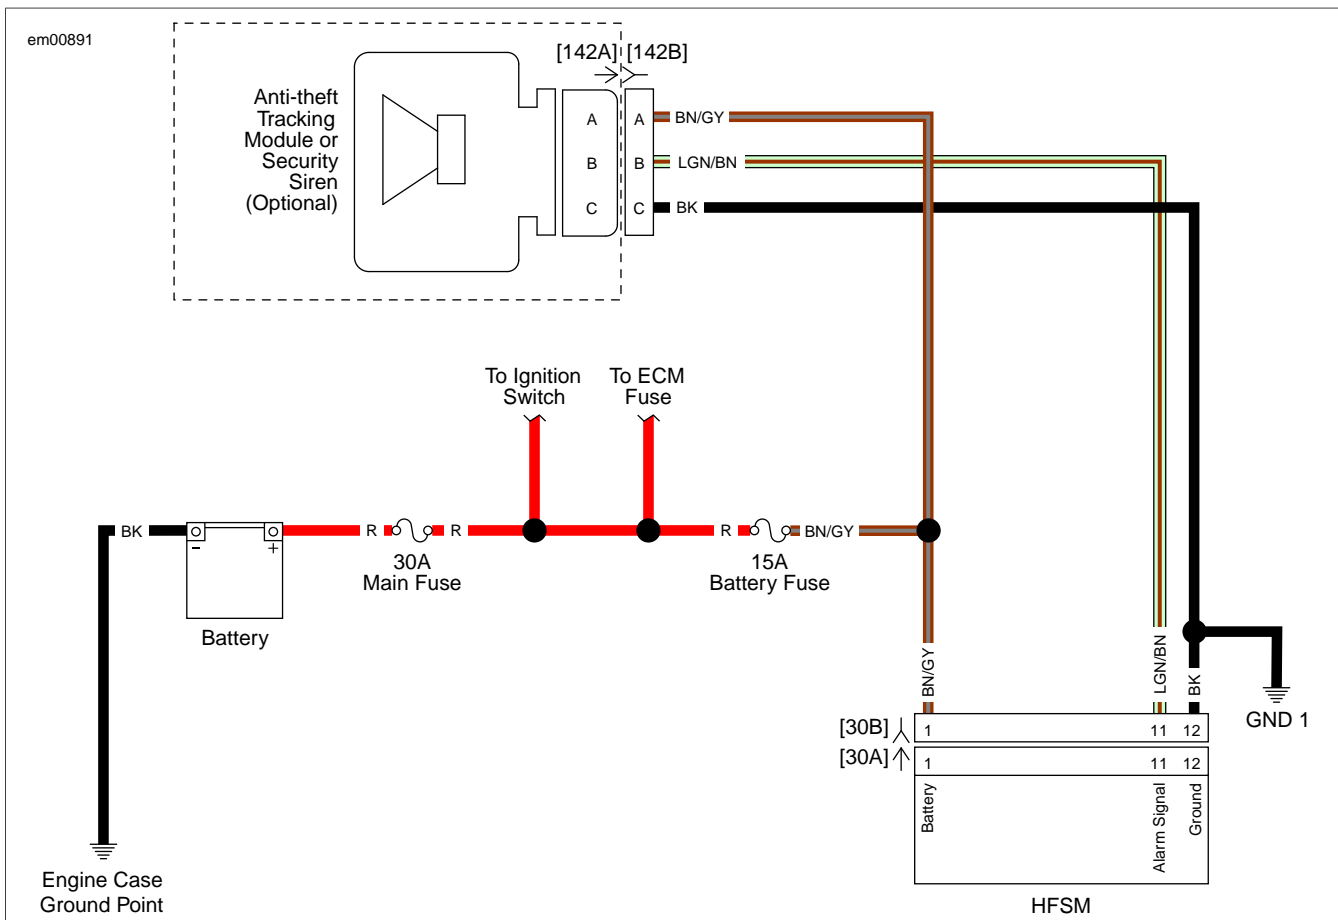 em00891
[142A] [142B]
Anti-theft
Tracking
Module or
Security
Siren
(Optional)
A A BN/GY
B B LGN/BN
C C BK
To Ignition
Switch
To ECM
Fuse
BK - + R R R BN/GY
30A
Main Fuse
15A
Battery Fuse
Battery
BN/GY
LGN/BN
BK
GND 1
[30B] 1 11 12
[30A] 1 11 12
Battery
Alarm Signal
Ground
Engine Case
Ground Point
HFSM